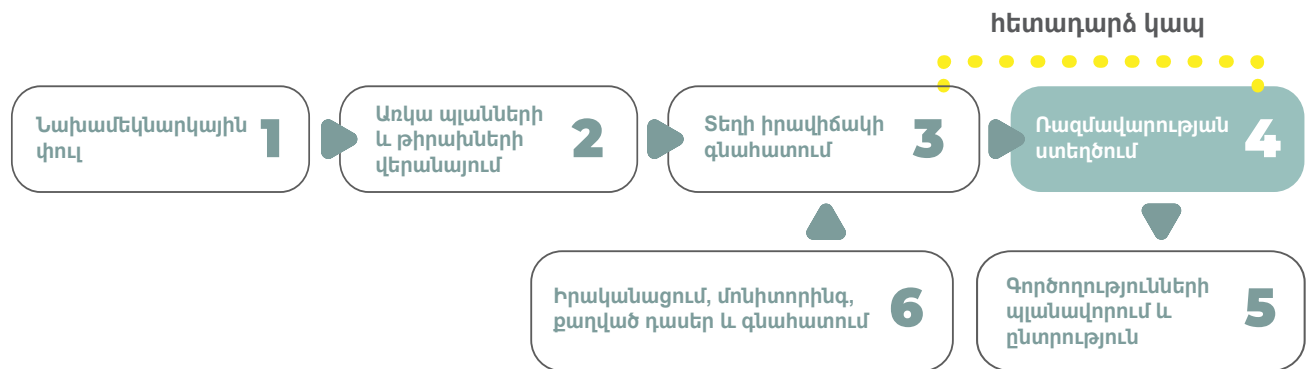 հետադարձ կապ
Նախամեկնարկային
փուլ
1
Առկա պլանների
և թիրախների
վերանայում
2
Տեղի իրավիճակի
գնահատում
3
Ռազմավարության
ստեղծում
4
Իրականացում, մոնիտորինգ,
քաղված դասեր և գնահատում
6
Գործողությունների
պլանավորում և
ընտրություն
5